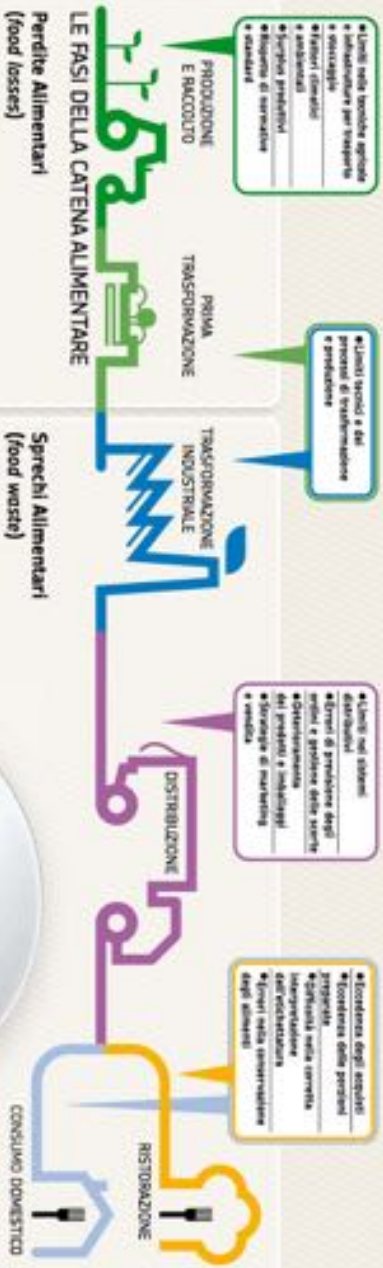 ●Limiti nelle tecniche agricole
e infrastrutture per trasporto
e stoccaggio
●Fattori climatici
e ambientali
●Surplus produttivi
●Rispetto di normative
e standard
●Limiti tecnici e dei
processi di trasformazione
e produzione
●Limiti nei sistemi
distributivi
●Errori di previsione degli
ordini e gestione delle scorte
●Deterioramento
dei prodotti e imballaggi
●Strategie di marketing
e vendita
●Eccedenza degli acquisti
●Eccedenza delle porzioni
preparate
●Difficoltà nella corretta
interpretazione
dell'etichettatura
●Errori nella conservazione
degli alimenti
PRODUZIONE
E RACCOLTO
PRIMA
TRASFORMAZIONE
TRASFORMAZIONE
INDUSTRIALE
DISTRIBUZIONE
RISTORAZIONE
CONSUMO DOMESTICO
LE FASI DELLA CATENA ALIMENTARE
Perdite Alimentari
(food losses)
Sprechi Alimentari
(food waste)